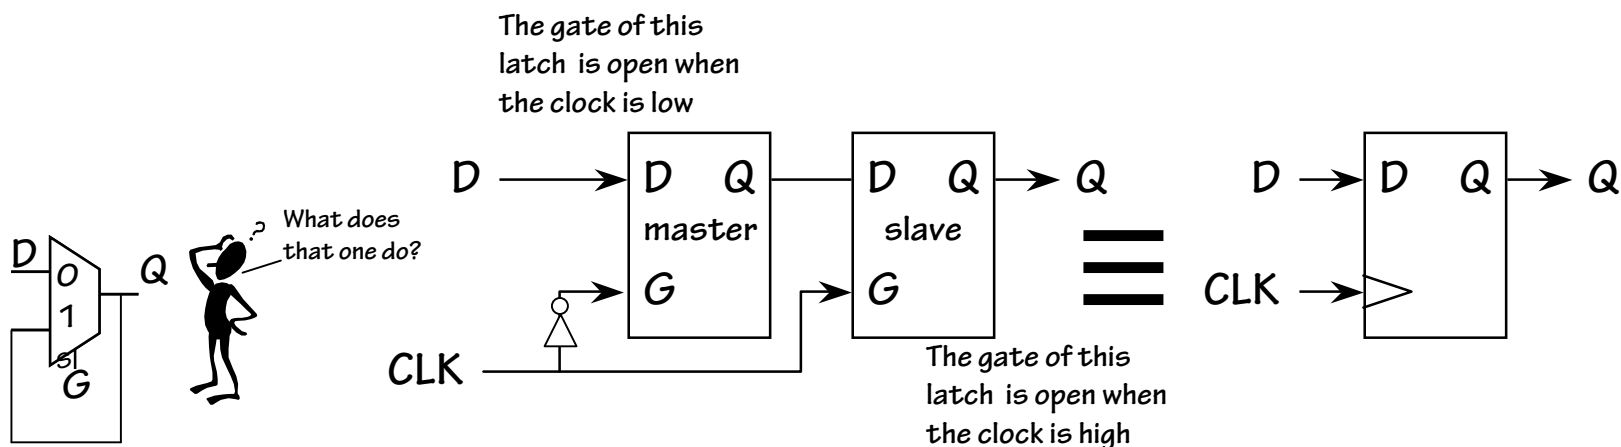 The gate of this
latch is open when
the clock is low
D
D Q
master
G
D Q
slave
G
Q
CLK
The gate of this
latch is open when
the clock is high
D
D Q
Q
CLK
What does
that one do?
?
D
0
1
S
G
Q